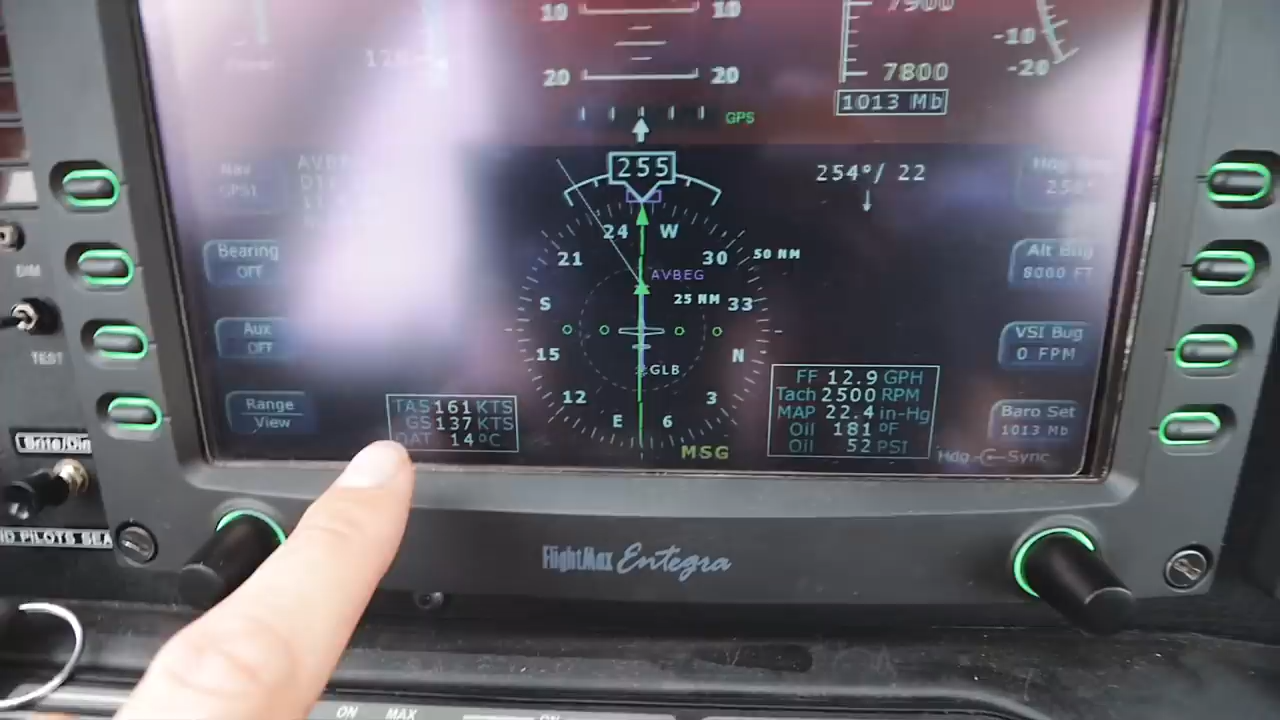 10 10
7900
-10
20 20
7800
-20
1013 Mb
GPS
255
254°/ 22
24 W
21 30
50 NM
Bearing
OFF
AVBEG
Alt Bug
8000 FT
25 NM
S 33
DIM
Aux
OFF
VSI Bug
0 FPM
TEST
15 N
GLB
Range
View
TAS 161 KTS
GS 137 KTS
OAT 14°C
12 3
E 6
MSG
FF 12.9 GPH
Tach 2500 RPM
MAP 22.4 in-Hg
Oil 181 °F
Oil 52 PSI
Baro Set
1013 Mb
Hdg Sync
FlightMax Entegra
ON MAX